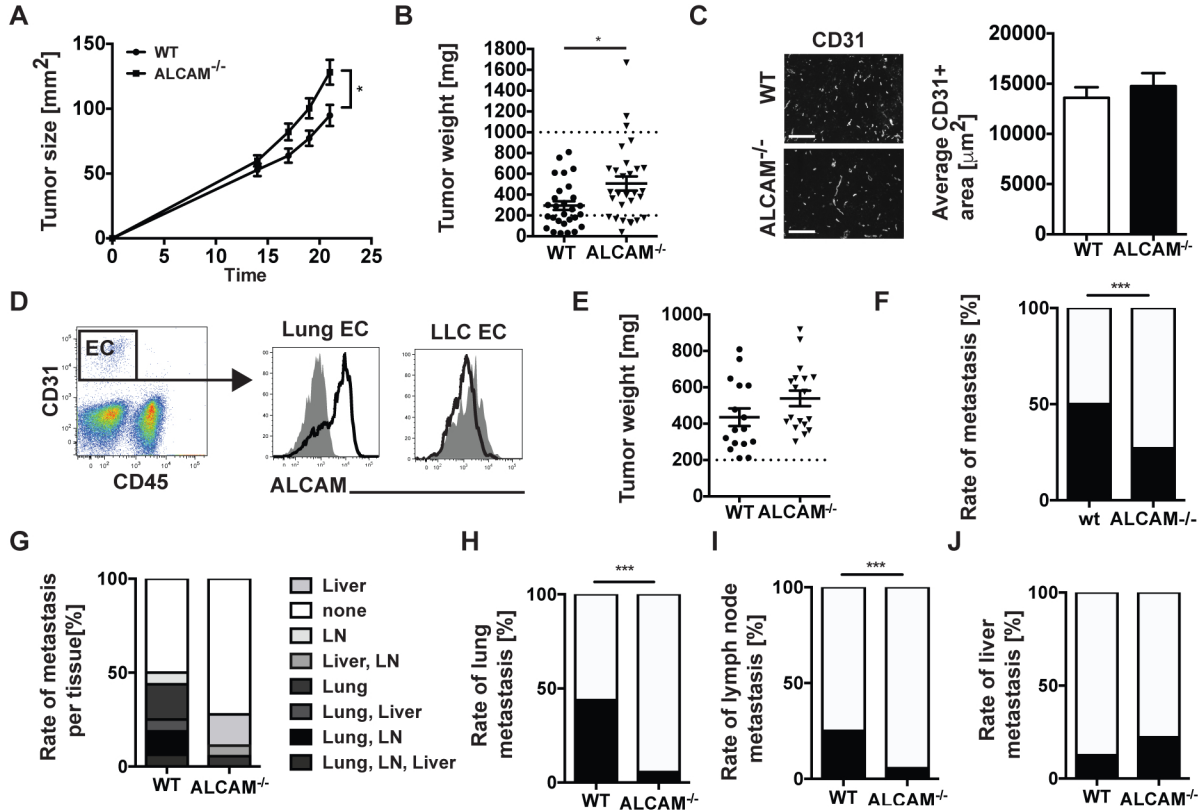 A
WT
ALCAM-/-
Tumor size [mm2]
150
100
50
0
0 5 10 15 20 25
Time
*
B
Tumor weight [mg]
1800
1600
1400
1200
1000
800
600
400
200
0
*
WT ALCAM-/-
C
CD31
WT
ALCAM-/-
Average CD31+
area [µm2]
20000
15000
10000
5000
0
WT ALCAM-/-
D
EC
CD31
CD45
Lung EC
LLC EC
ALCAM
E
Tumor weight [mg]
1000
800
600
400
200
0
WT ALCAM-/-
F
Rate of metastasis [%]
100
50
0
***
wt ALCAM-/-
G
Rate of metastasis
per tissue[%]
100
50
0
WT ALCAM-/-
Liver
none
LN
Liver, LN
Lung
Lung, Liver
Lung, LN
Lung, LN, Liver
H
Rate of lung
metastasis [%]
100
50
0
***
WT ALCAM-/-
I
Rate of lymph node
metastasis [%]
100
50
0
***
WT ALCAM-/-
J
Rate of liver
metastasis [%]
100
50
0
WT ALCAM-/-